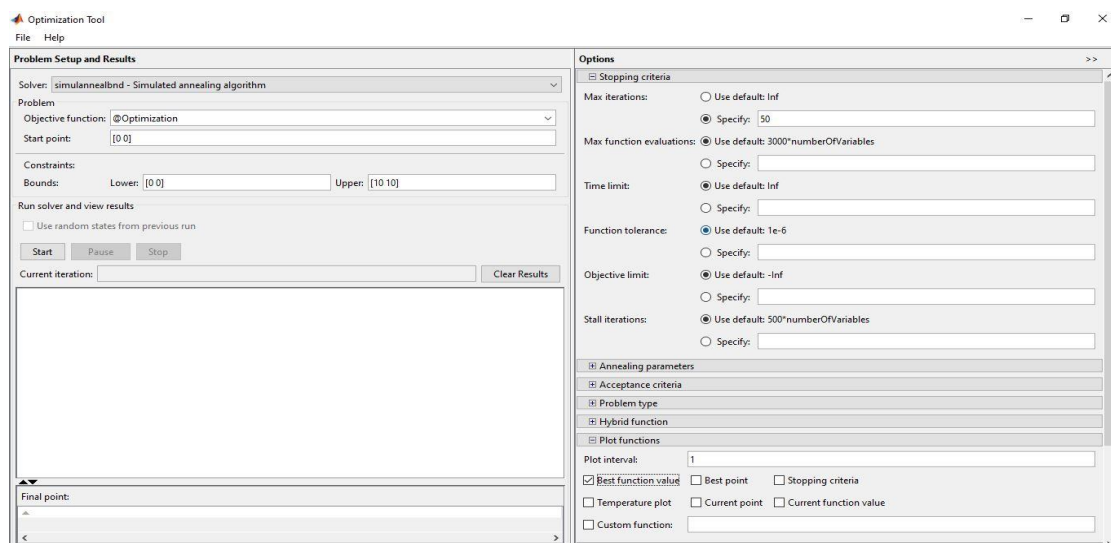 Optimization Tool
File Help
Problem Setup and Results
Solver: simulannealbnd - Simulated annealing algorithm
Problem
Objective function: @Optimization
Start point: [0 0]
Constraints:
Bounds: Lower: [0 0] Upper: [10 10]
Run solver and view results
Use random states from previous run
Start Pause Stop
Current iteration: Clear Results
Final point:
Options >>
Stopping criteria
Max iterations: Use default: Inf
Specify: 50
Max function evaluations: Use default: 3000*numberOfVariables
Specify:
Time limit: Use default: Inf
Specify:
Function tolerance: Use default: 1e-6
Specify:
Objective limit: Use default: -Inf
Specify:
Stall iterations: Use default: 500*numberOfVariables
Specify:
Annealing parameters
Acceptance criteria
Problem type
Hybrid function
Plot functions
Plot interval: 1
Best function value Best point Stopping criteria
Temperature plot Current point Current function value
Custom function: